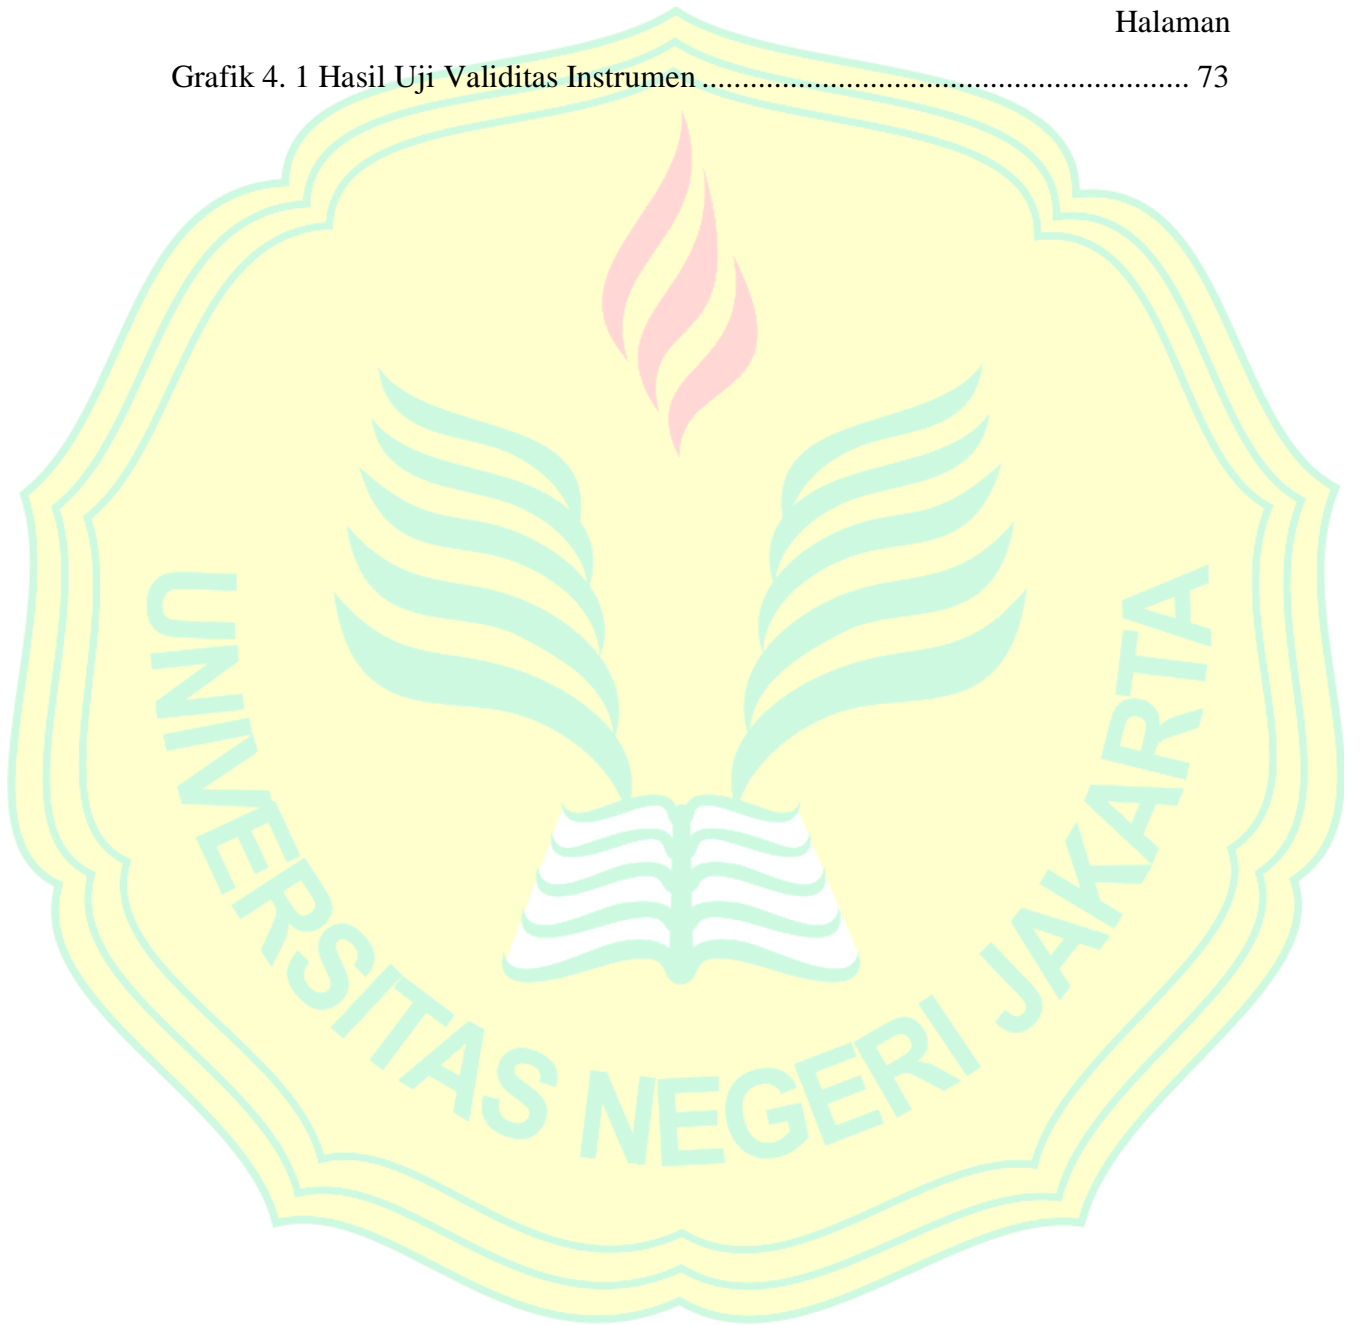 Halaman
Grafik 4. 1 Hasil Uji Validitas Instrumen ............................................................ 73
UNIVERSITAS NEGERI JAKARTA